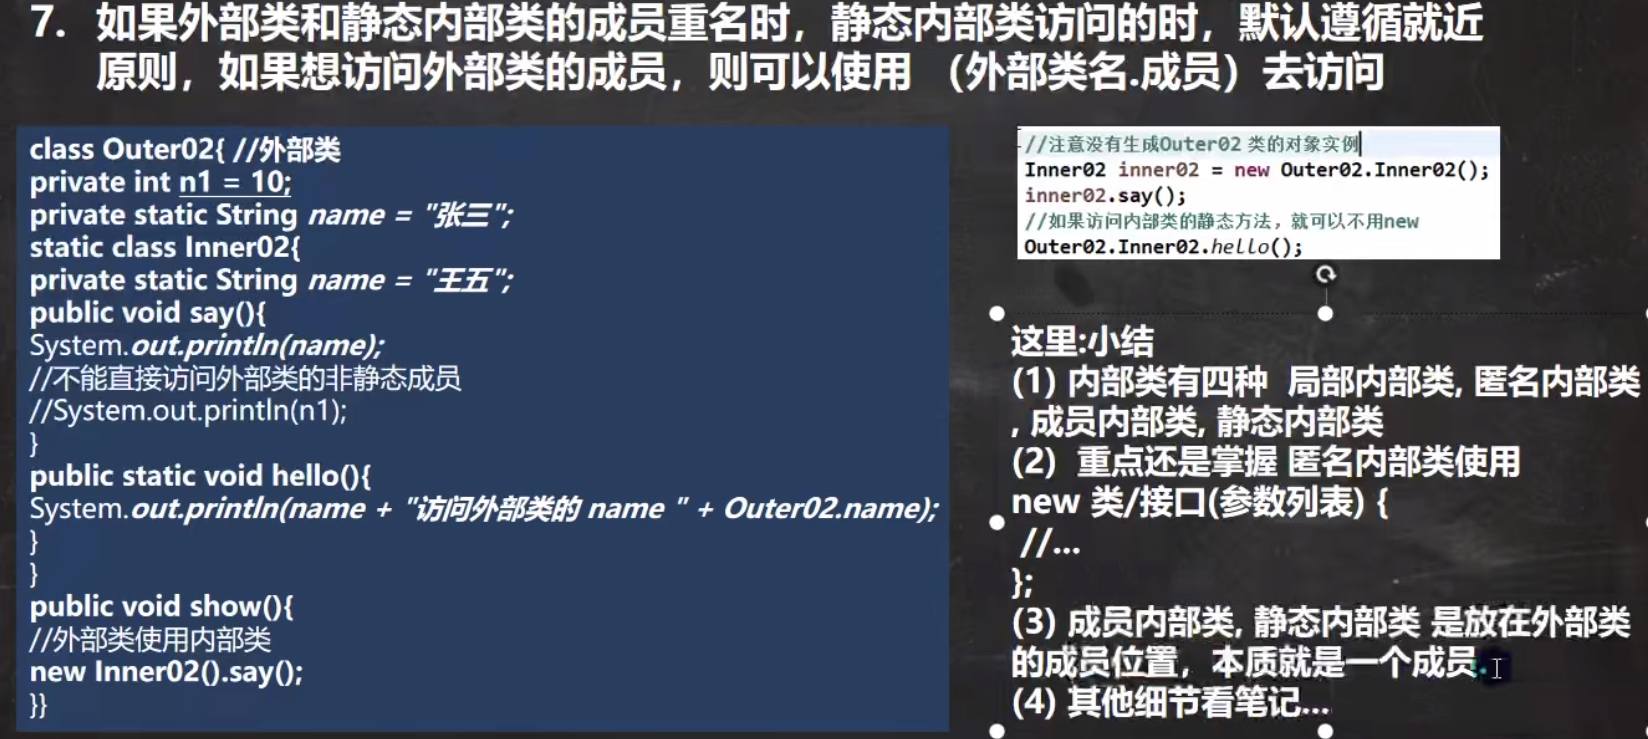 7. 如果外部类和静态内部类的成员重名时，静态内部类访问的时，默认遵循就近
原则，如果想访问外部类的成员，则可以使用 （外部类名.成员）去访问
class Outer02{ //外部类
private int n1 = 10;
private static String name = "张三";
static class Inner02{
private static String name = "王五";
public void say(){
System.out.println(name);
//不能直接访问外部类的非静态成员
//System.out.println(n1);
}
public static void hello(){
System.out.println(name + "访问外部类的 name " + Outer02.name);
}
}
public void show(){
//外部类使用内部类
new Inner02().say();
}}
//注意没有生成Outer02 类的对象实例
Inner02 inner02 = new Outer02.Inner02();
inner02.say();
//如果访问内部类的静态方法，就可以不用new
Outer02.Inner02.hello();
这里:小结
(1) 内部类有四种 局部内部类, 匿名内部类
, 成员内部类, 静态内部类
(2) 重点还是掌握 匿名内部类使用
new 类/接口(参数列表) {
//...
};
(3) 成员内部类, 静态内部类 是放在外部类
的成员位置，本质就是一个成员.
(4) 其他细节看笔记...